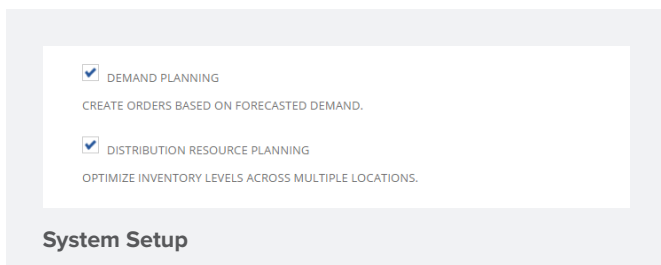 DEMAND PLANNING
CREATE ORDERS BASED ON FORECASTED DEMAND.
DISTRIBUTION RESOURCE PLANNING
OPTIMIZE INVENTORY LEVELS ACROSS MULTIPLE LOCATIONS.
System Setup